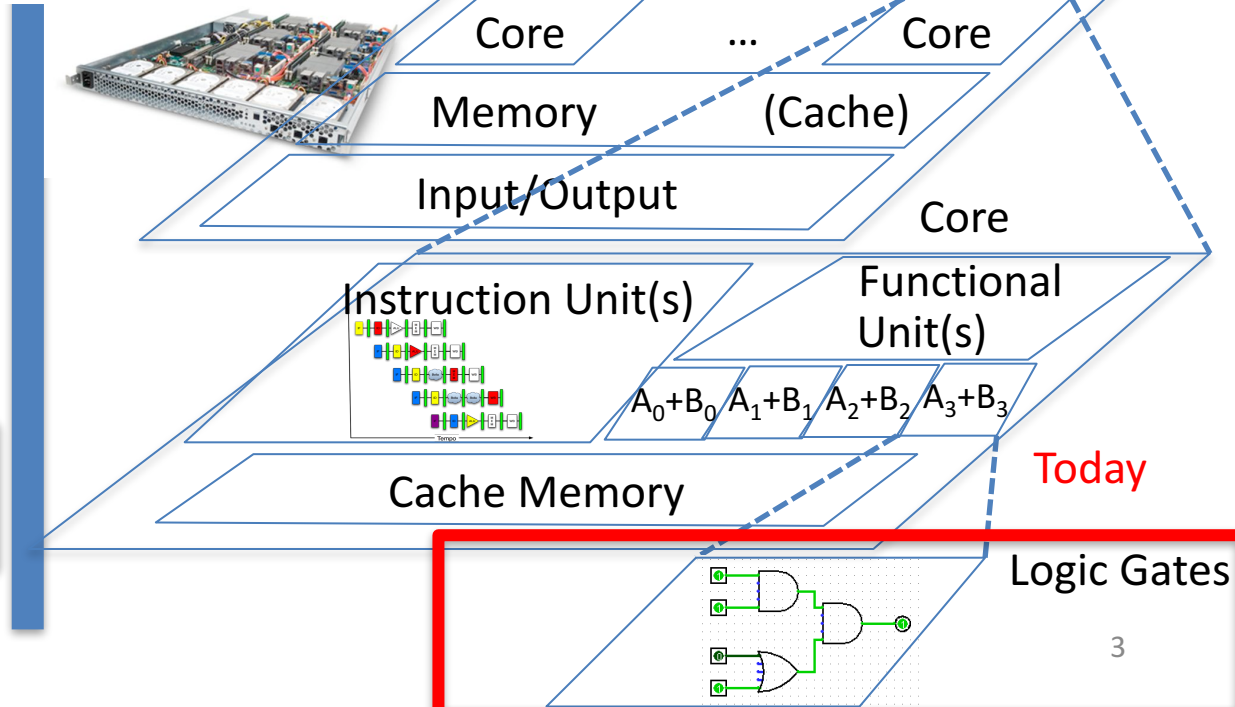 Core ... Core
Memory (Cache)
Input/Output
Core
Instruction Unit(s)
Functional
Unit(s)
A₀+B₀ A₁+B₁ A₂+B₂ A₃+B₃
Tempo
Today
Cache Memory
Logic Gates
3